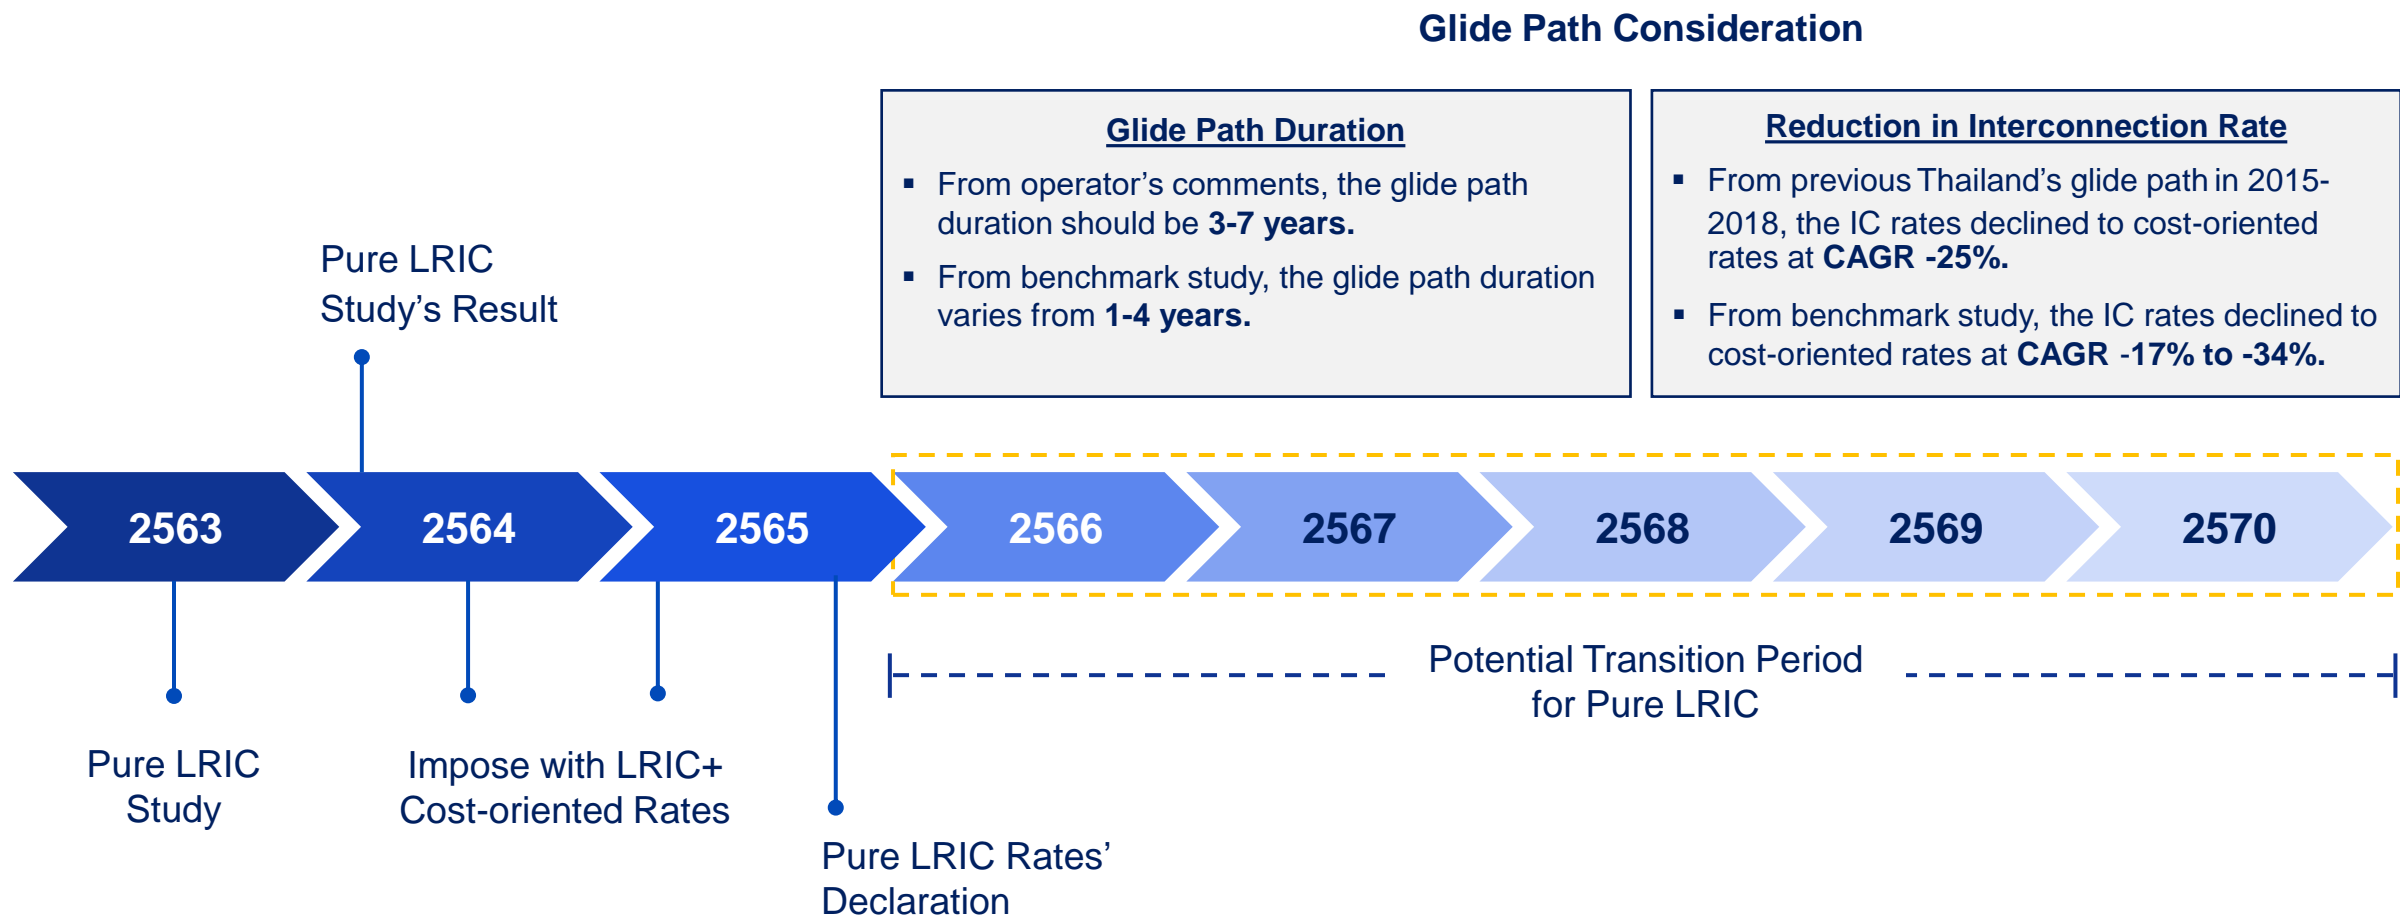 Glide Path Consideration
Glide Path Duration
▪ From operator’s comments, the glide path
duration should be 3-7 years.
▪ From benchmark study, the glide path duration
varies from 1-4 years.
Reduction in Interconnection Rate
▪ From previous Thailand’s glide path in 2015-
2018, the IC rates declined to cost-oriented
rates at CAGR -25%.
▪ From benchmark study, the IC rates declined to
cost-oriented rates at CAGR -17% to -34%.
Pure LRIC
Study’s Result
2563
2564
2565
2566
2567
2568
2569
2570
Potential Transition Period
for Pure LRIC
Pure LRIC
Study
Impose with LRIC+
Cost-oriented Rates
Pure LRIC Rates’
Declaration